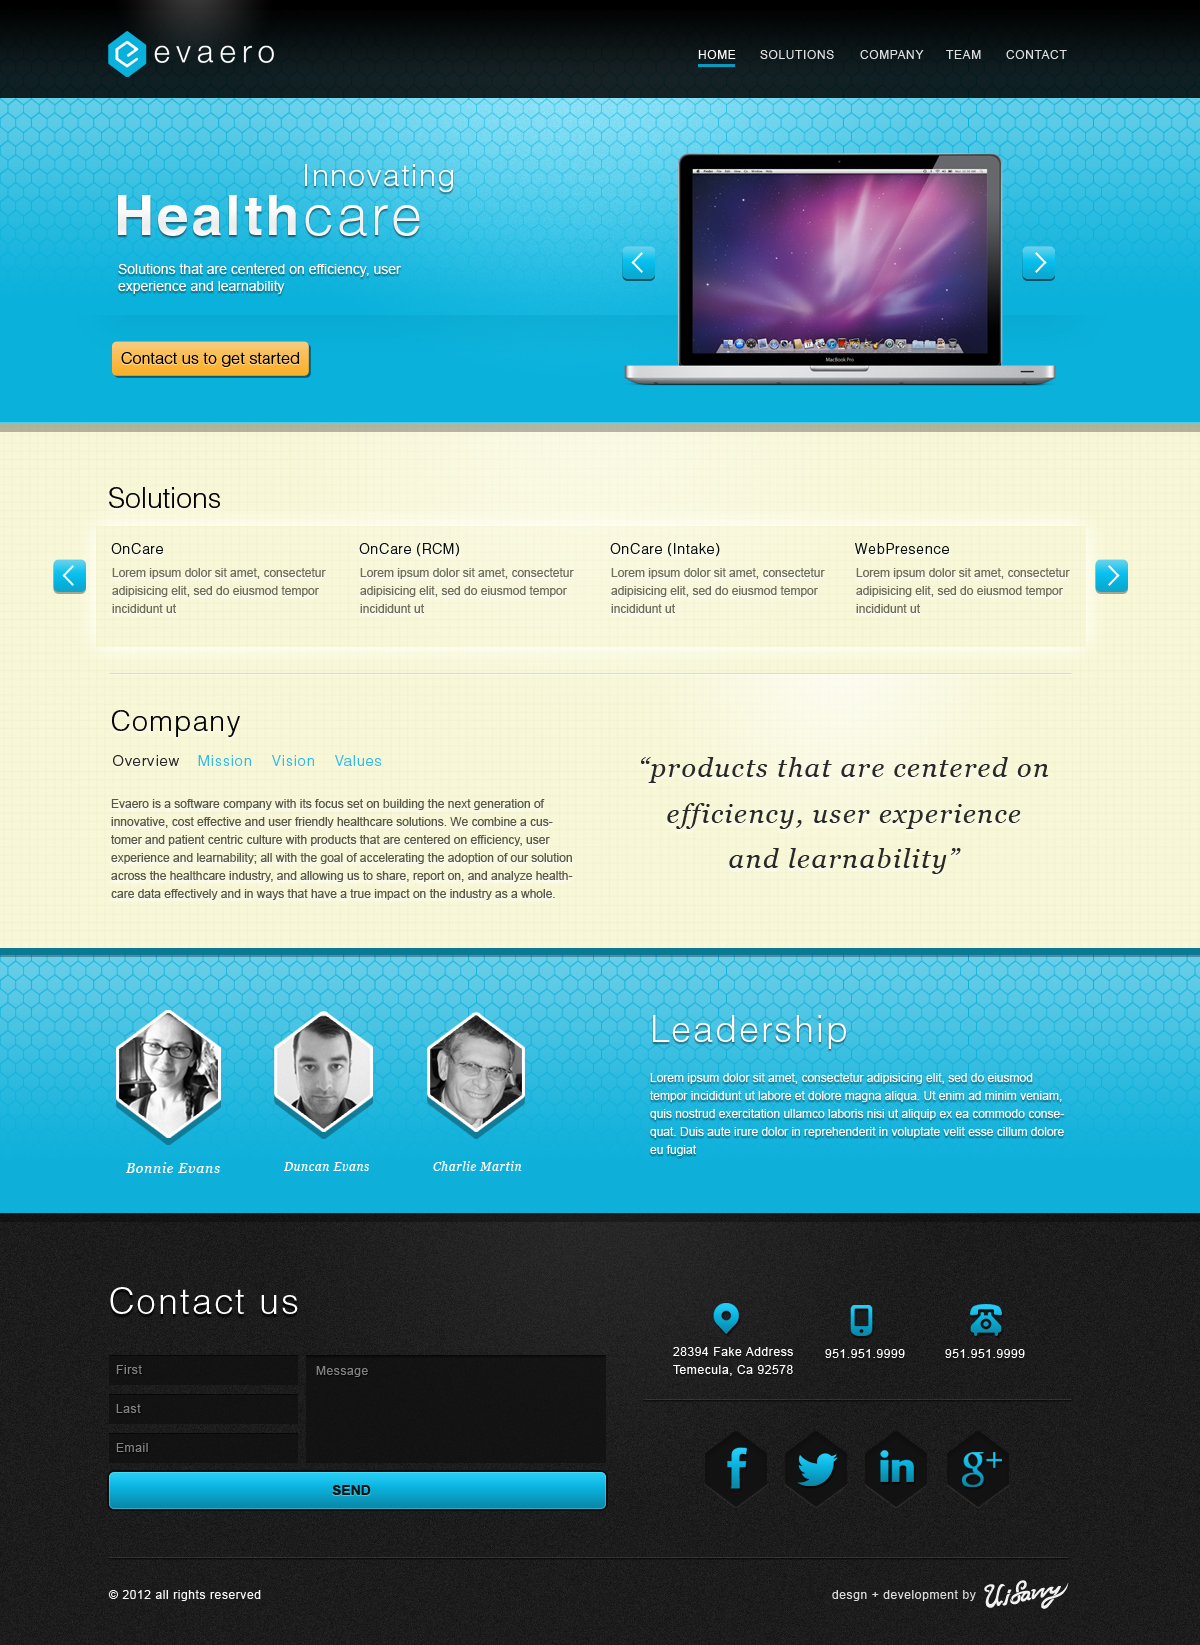 evaero
HOME SOLUTIONS COMPANY TEAM CONTACT
Innovating
Healthcare
Solutions that are centered on efficiency, user
experience and learnability
Contact us to get started
MacBook Pro
Solutions
OnCare
Lorem ipsum dolor sit amet, consectetur
adipisicing elit, sed do eiusmod tempor
incididunt ut
OnCare (RCM)
Lorem ipsum dolor sit amet, consectetur
adipisicing elit, sed do eiusmod tempor
incididunt ut
OnCare (Intake)
Lorem ipsum dolor sit amet, consectetur
adipisicing elit, sed do eiusmod tempor
incididunt ut
WebPresence
Lorem ipsum dolor sit amet, consectetur
adipisicing elit, sed do eiusmod tempor
incididunt ut
Company
Overview Mission Vision Values
Evaero is a software company with its focus set on building the next generation of
innovative, cost effective and user friendly healthcare solutions. We combine a cus-
tomer and patient centric culture with products that are centered on efficiency, user
experience and learnability; all with the goal of accelerating the adoption of our solution
across the healthcare industry, and allowing us to share, report on, and analyze health-
care data effectively and in ways that have a true impact on the industry as a whole.
“products that are centered on
efficiency, user experience
and learnability”
Bonnie Evans
Duncan Evans
Charlie Martin
Leadership
Lorem ipsum dolor sit amet, consectetur adipisicing elit, sed do eiusmod
tempor incididunt ut labore et dolore magna aliqua. Ut enim ad minim veniam,
quis nostrud exercitation ullamco laboris nisi ut aliquip ex ea commodo conse-
quat. Duis aute irure dolor in reprehenderit in voluptate velit esse cillum dolore
eu fugiat
Contact us
First
Last
Email
Message
SEND
28394 Fake Address
Temecula, Ca 92578
951.951.9999
951.951.9999
f
in
g+
© 2012 all rights reserved
desgn + development by UiSavvy